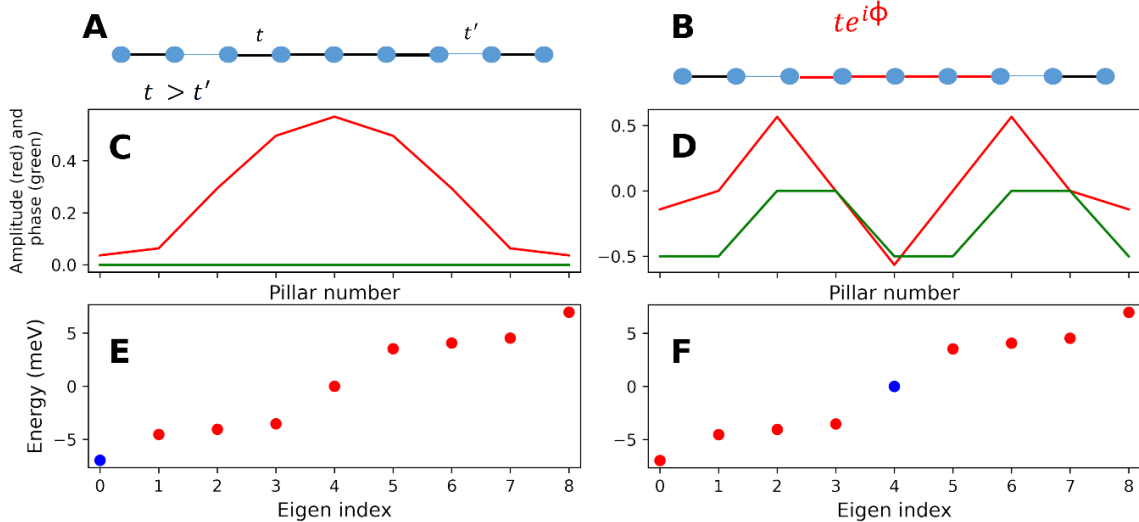 A
t
t'
t > t'
B
te^{iϕ}
Amplitude (red) and
phase (green)
0.4
0.2
0.0
C
Pillar number
0.5
0.0
−0.5
D
Pillar number
Energy (meV)
5
0
−5
E
0 1 2 3 4 5 6 7 8
Eigen index
5
0
−5
F
0 1 2 3 4 5 6 7 8
Eigen index